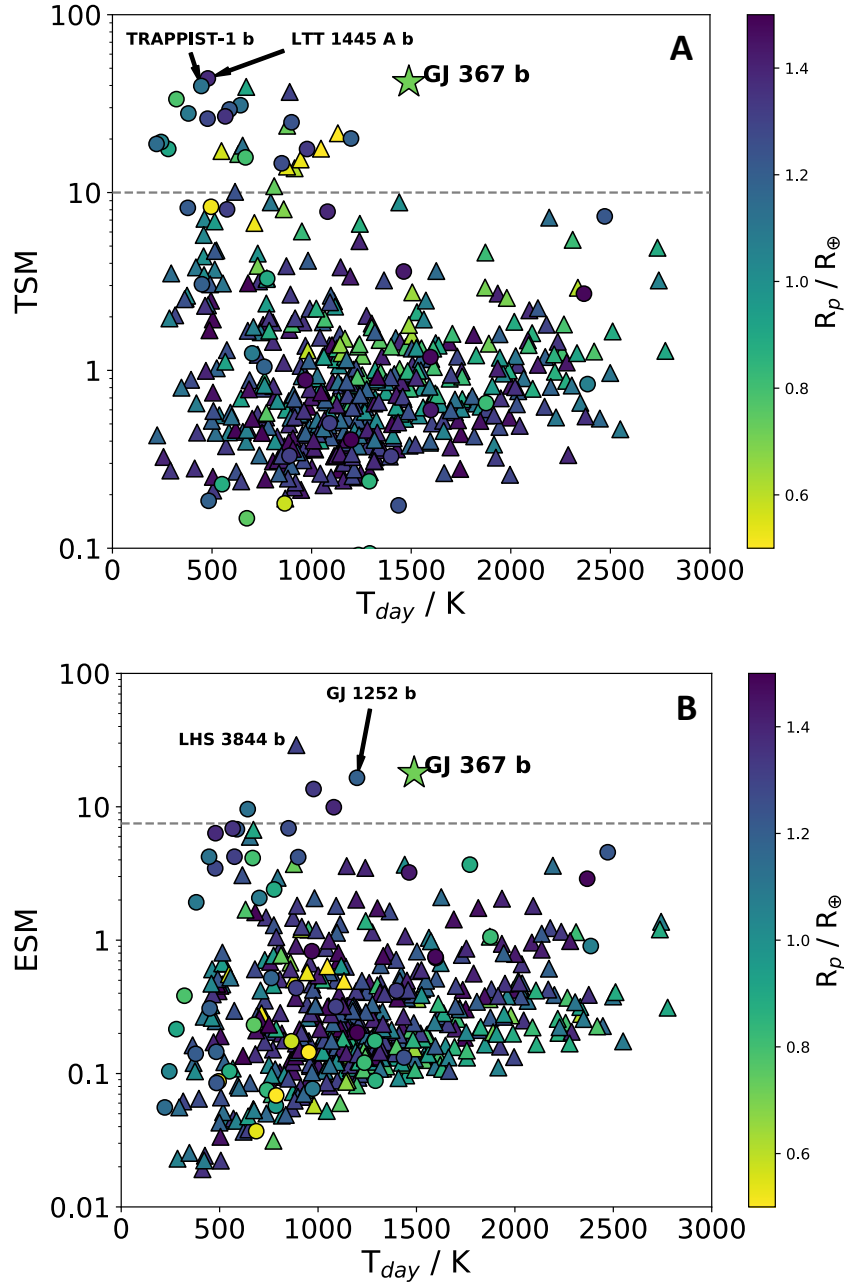 TRAPPIST-1 b
LTT 1445 A b
A
GJ 367 b
100
10
1
0.1
TSM
0
500
1000
1500
2000
2500
3000
T_day / K
1.4
1.2
1.0
0.8
0.6
R_p / R_⊕
GJ 1252 b
B
LHS 3844 b
GJ 367 b
100
10
1
0.1
0.01
ESM
0
500
1000
1500
2000
2500
3000
T_day / K
1.4
1.2
1.0
0.8
0.6
R_p / R_⊕